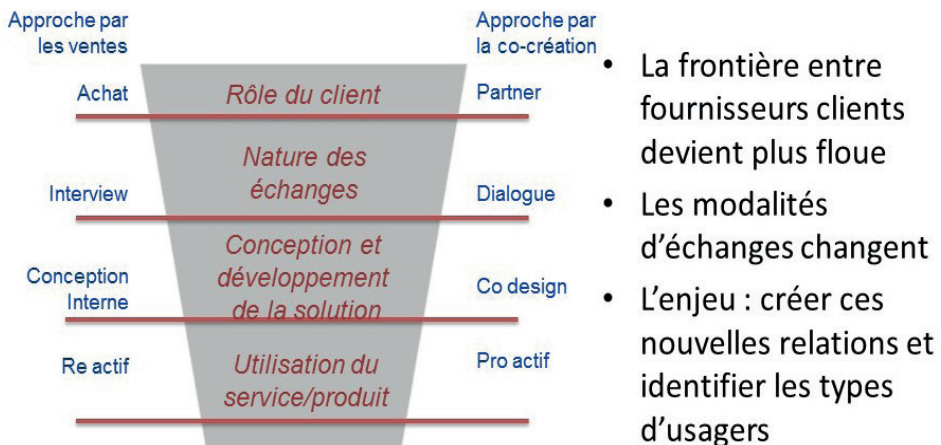 Approche par
les ventes
Approche par
la co-création
Achat
Rôle du client
Partner
Nature des
échanges
Interview
Dialogue
Conception et
développement
de la solution
Conception
Interne
Co design
Re actif
Utilisation du
service/produit
Pro actif
• La frontière entre
fournisseurs clients
devient plus floue
• Les modalités
d’échanges changent
• L’enjeu : créer ces
nouvelles relations et
identifier les types
d’usagers